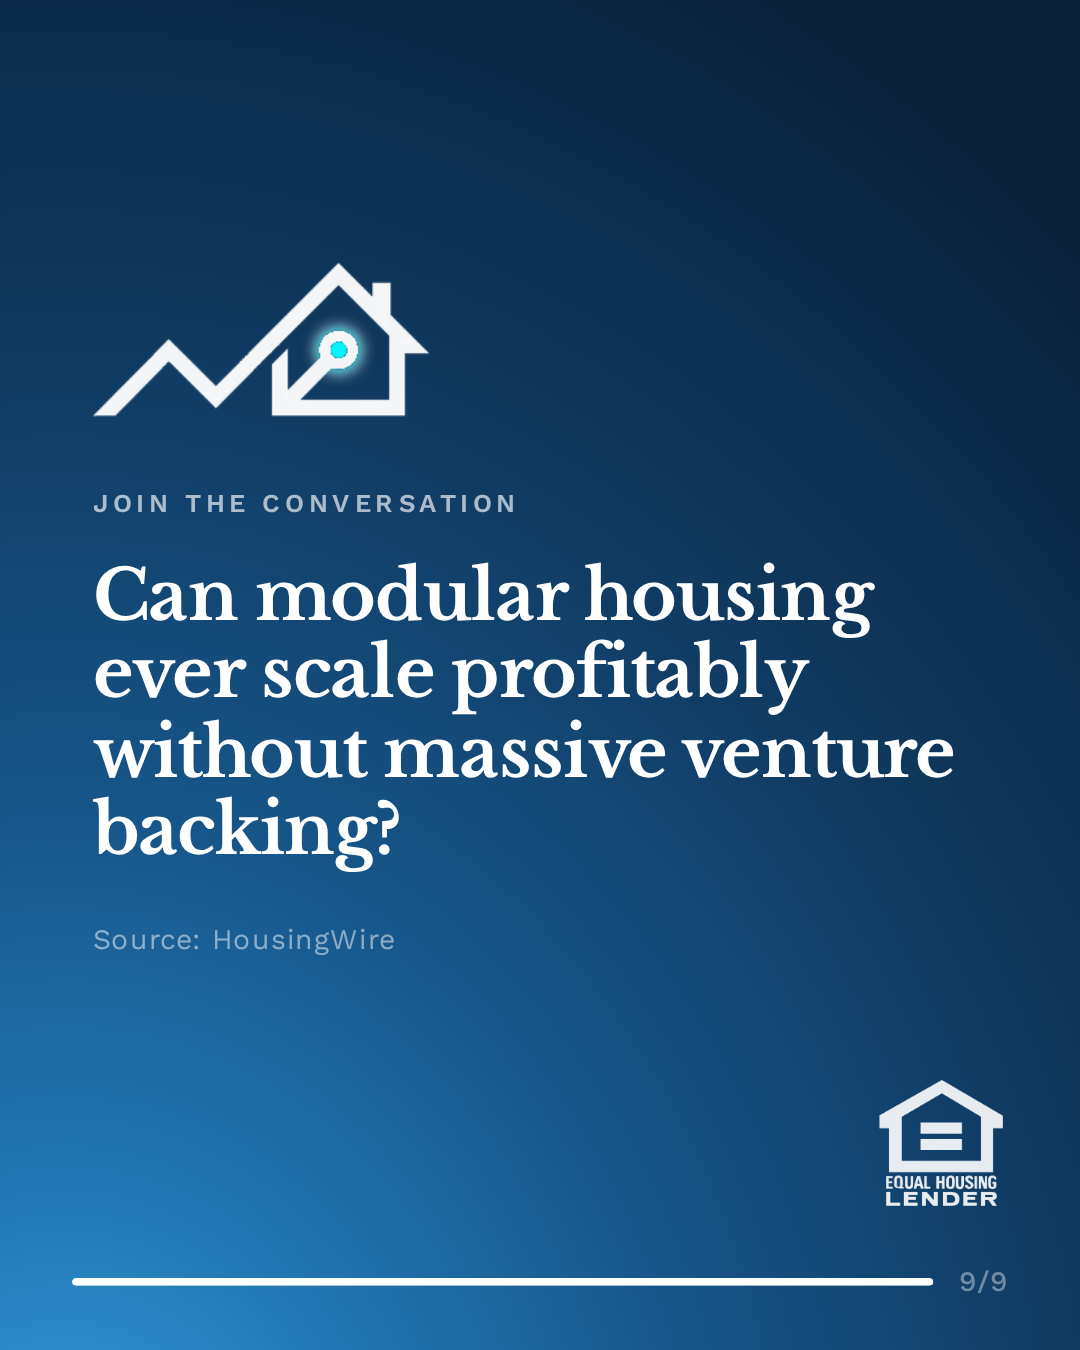 JOIN THE CONVERSATION
Can modular housing
ever scale profitably
without massive venture
backing?
Source: HousingWire
EQUAL HOUSING
LENDER
9/9